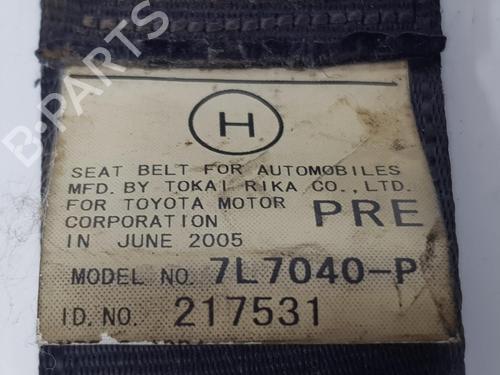 H
SEAT BELT FOR AUTOMOBILES
MFD. BY TOKAI RIKA CO., LTD.
FOR TOYOTA MOTOR
CORPORATION PRE
IN JUNE 2005
MODEL NO. 7L7040-P
I.D. NO. 217531
B-PARTS